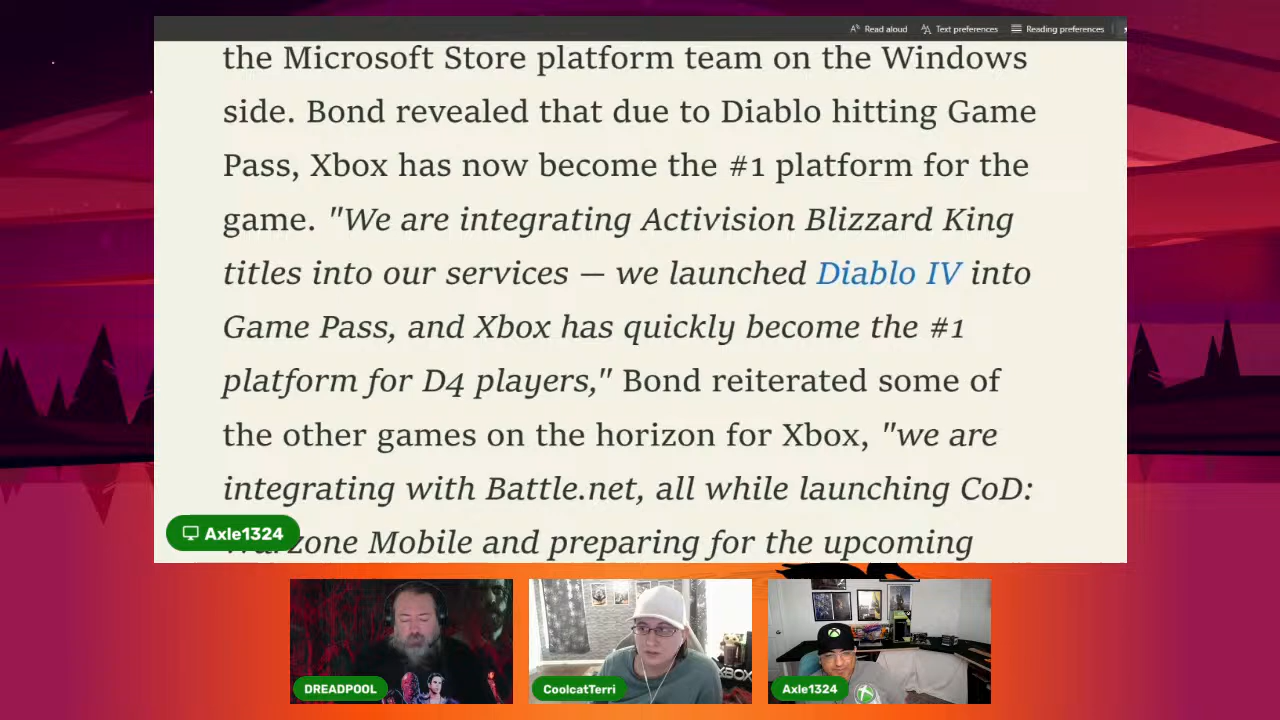 Read aloud
Text preferences
Reading preferences
the Microsoft Store platform team on the Windows
side. Bond revealed that due to Diablo hitting Game
Pass, Xbox has now become the #1 platform for the
game. "We are integrating Activision Blizzard King
titles into our services — we launched Diablo IV into
Game Pass, and Xbox has quickly become the #1
platform for D4 players," Bond reiterated some of
the other games on the horizon for Xbox, "we are
integrating with Battle.net, all while launching CoD:
Warzone Mobile and preparing for the upcoming
Axle1324
DREADPOOL
CoolcatTerri
XBOX
Axle1324